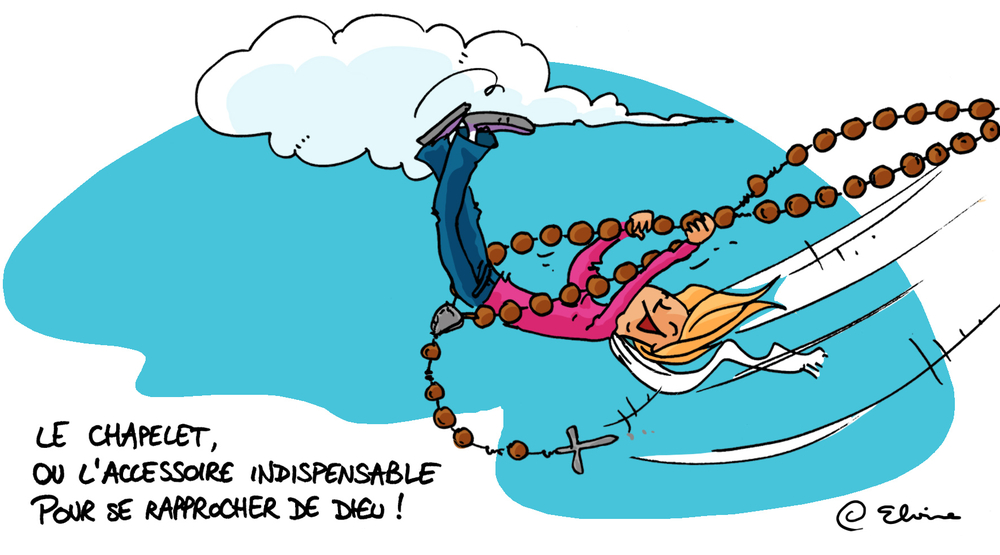 LE CHAPELET,
OU L'ACCESSOIRE INDISPENSABLE
POUR SE RAPPROCHER DE DIEU !
© Elvine